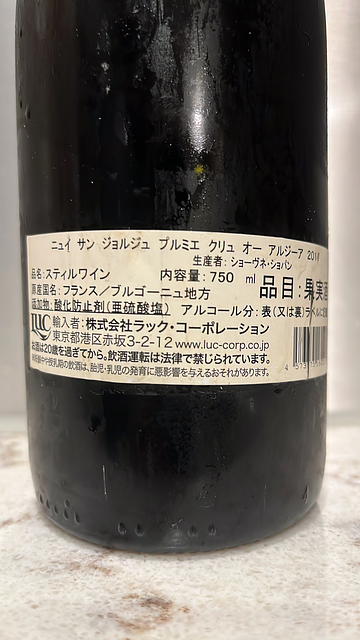 ニュイ サン ジョルジュ プルミエ クリュ オー アルジーア
生産者: ショーヴネ・ショパン
品名:スティルワイン 内容量:750 ml 品目:果実酒
原産国名:フランス/ブルゴーニュ地方
添加物:酸化防止剤(亜硫酸塩) アルコール分:表(又は裏)ラベルに
LUC 輸入者:株式会社ラック・コーポレーション
東京都港区赤坂3-2-12 www.luc-corp.co.jp
お酒は20歳を過ぎてから。飲酒運転は法律で禁じられています。
妊娠中や授乳期の飲酒は、胎児・乳児の発育に悪影響を与えるおそれがあります。